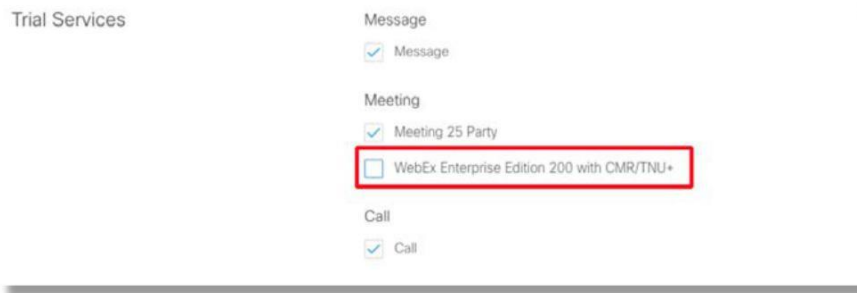 Trial Services
Message
Message
Meeting
Meeting 25 Party
WebEx Enterprise Edition 200 with CMR/TNU+
Call
Call